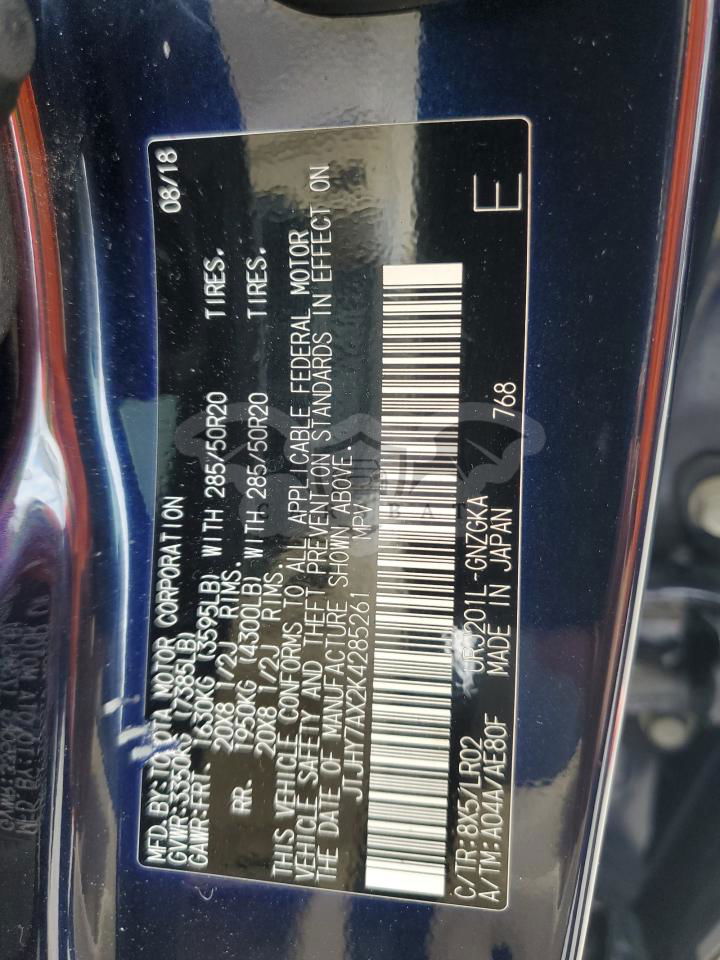 MFD.BY:TOYOTA MOTOR CORPORATION 08/18
GVWR:3350KG (7385LB)
GAWR:FRT. 1630KG (3595LB) WITH 285/50R20 TIRES.
20X8 1/2J RIMS.
RR. 1950KG (4300LB) WITH 285/50R20 TIRES.
20X8 1/2J RIMS.
THIS VEHICLE CONFORMS TO ALL APPLICABLE FEDERAL MOTOR
VEHICLE SAFETY AND THEFT PREVENTION STANDARDS IN EFFECT ON
THE DATE OF MANUFACTURE SHOWN ABOVE.
JTJHY7AX2K4285261 MPV
C/TR:8X5/LR02 URJ201L-GNZGKA
A/TM:A04A/AE80F MADE IN JAPAN 768 E